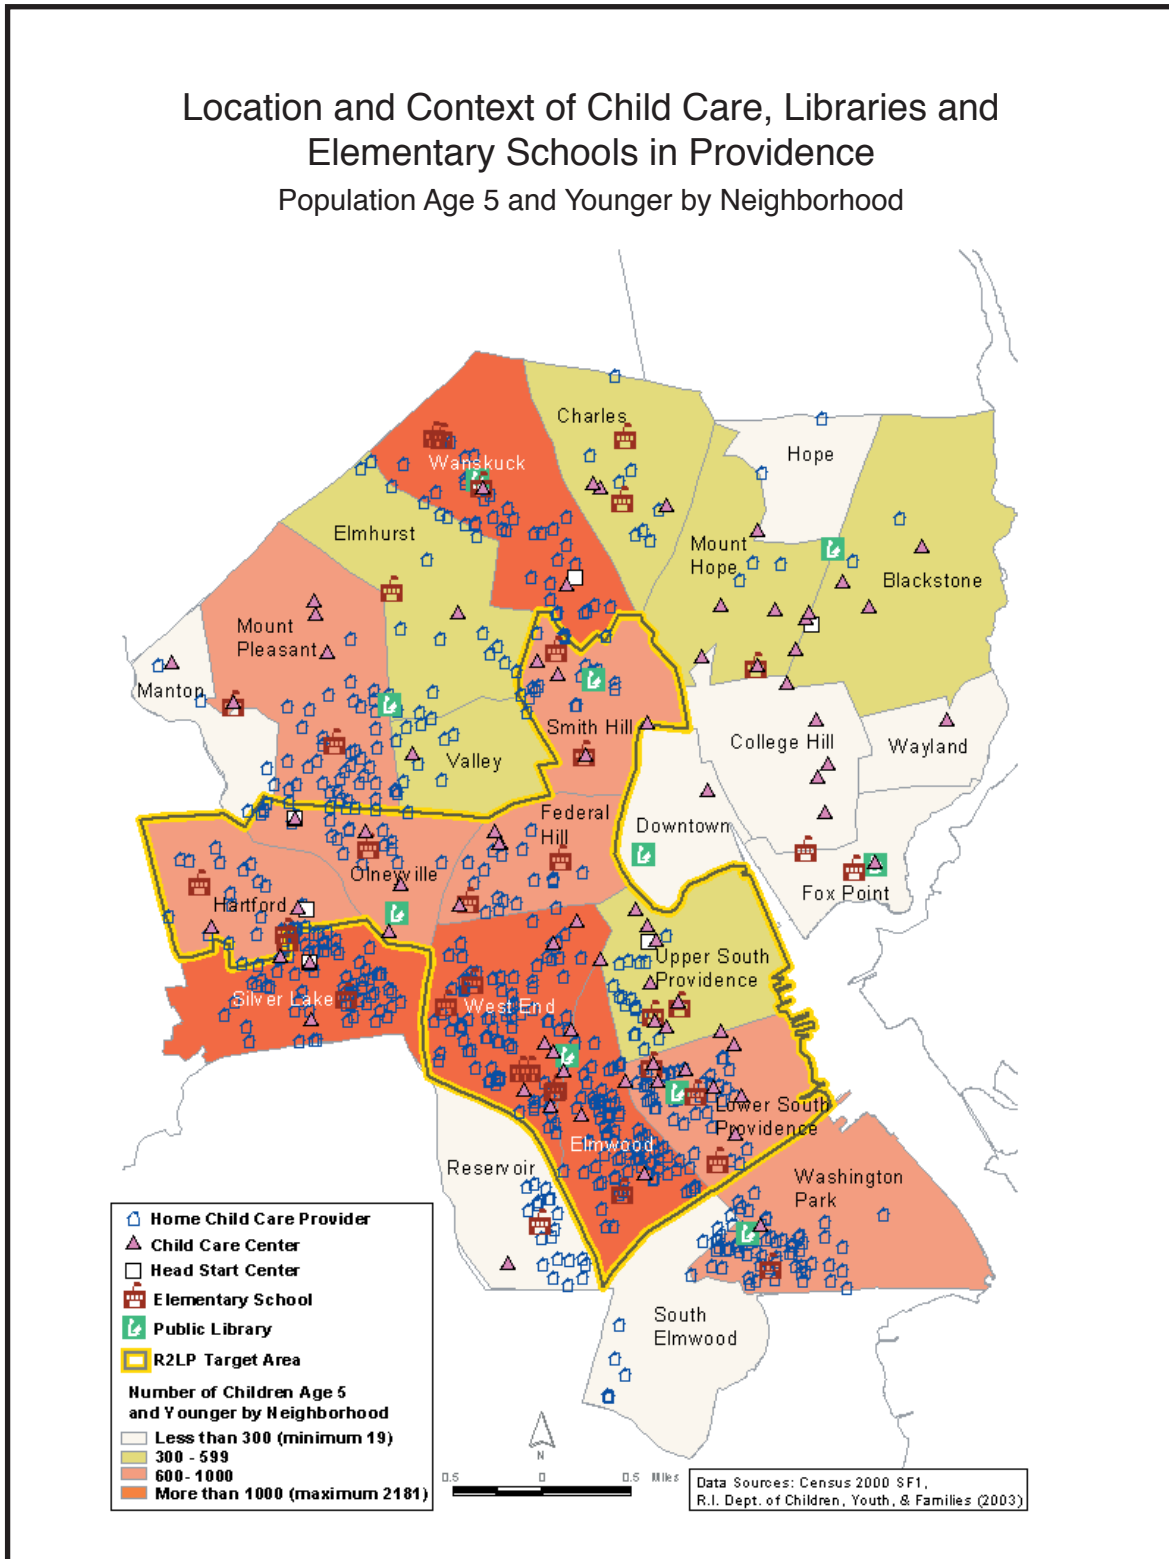 Location and Context of Child Care, Libraries and
Elementary Schools in Providence
Population Age 5 and Younger by Neighborhood
Charles
Hope
Wanskuck
Elmhurst
Mount
Hope
Blackstone
Mount
Pleasant
Manton
Smith Hill
College Hill
Wayland
Valley
Federal
Hill
Downtown
Olneyville
Fox Point
Hartford
Upper South
Providence
Silver Lake
West End
Lower South
Providence
Elmwood
Reservoir
Washington
Park
South
Elmwood
Home Child Care Provider
Child Care Center
Head Start Center
Elementary School
Public Library
R2LP Target Area
Number of Children Age 5
and Younger by Neighborhood
Less than 300 (minimum 19)
300 - 599
600- 1000
More than 1000 (maximum 2181)
N
0.5 0 0.5 Miles
Data Sources: Census 2000 SF1,
R.I. Dept. of Children, Youth, & Families (2003)